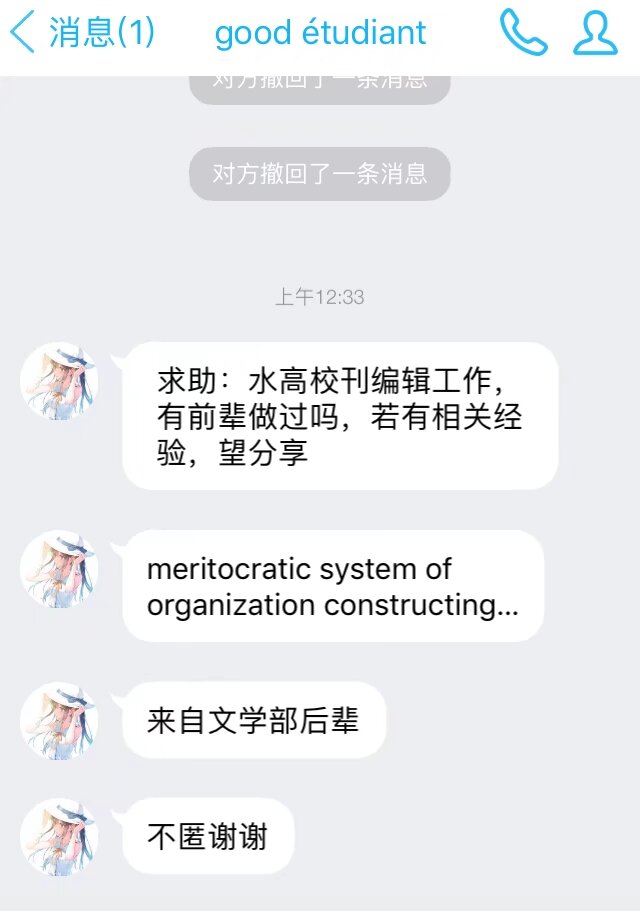 消息(1)
good étudiant
对方撤回了一条消息
对方撤回了一条消息
上午12:33
求助：水高校刊编辑工作，
有前辈做过吗，若有相关经
验，望分享
meritocratic system of
organization constructing...
来自文学部后辈
不匿谢谢